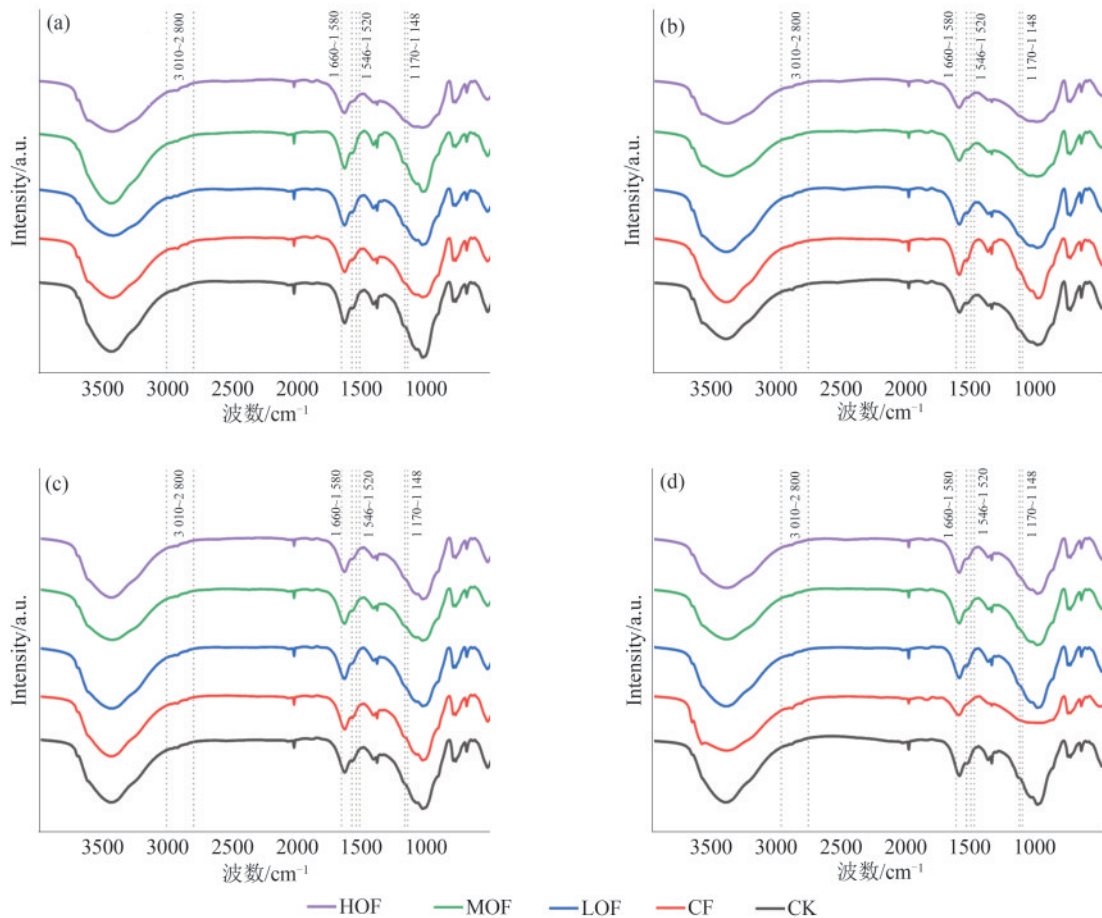 (a)
3 010~2 800
1 660~1 580
1 546~1 520
1 170~1 148
Intensity/a.u.
3500 3000 2500 2000 1500 1000
波数/cm⁻¹
(b)
3 010~2 800
1 660~1 580
1 546~1 520
1 170~1 148
Intensity/a.u.
3500 3000 2500 2000 1500 1000
波数/cm⁻¹
(c)
3 010~2 800
1 660~1 580
1 546~1 520
1 170~1 148
Intensity/a.u.
3500 3000 2500 2000 1500 1000
波数/cm⁻¹
(d)
3 010~2 800
1 660~1 580
1 546~1 520
1 170~1 148
Intensity/a.u.
3500 3000 2500 2000 1500 1000
波数/cm⁻¹
HOF MOF LOF CF CK